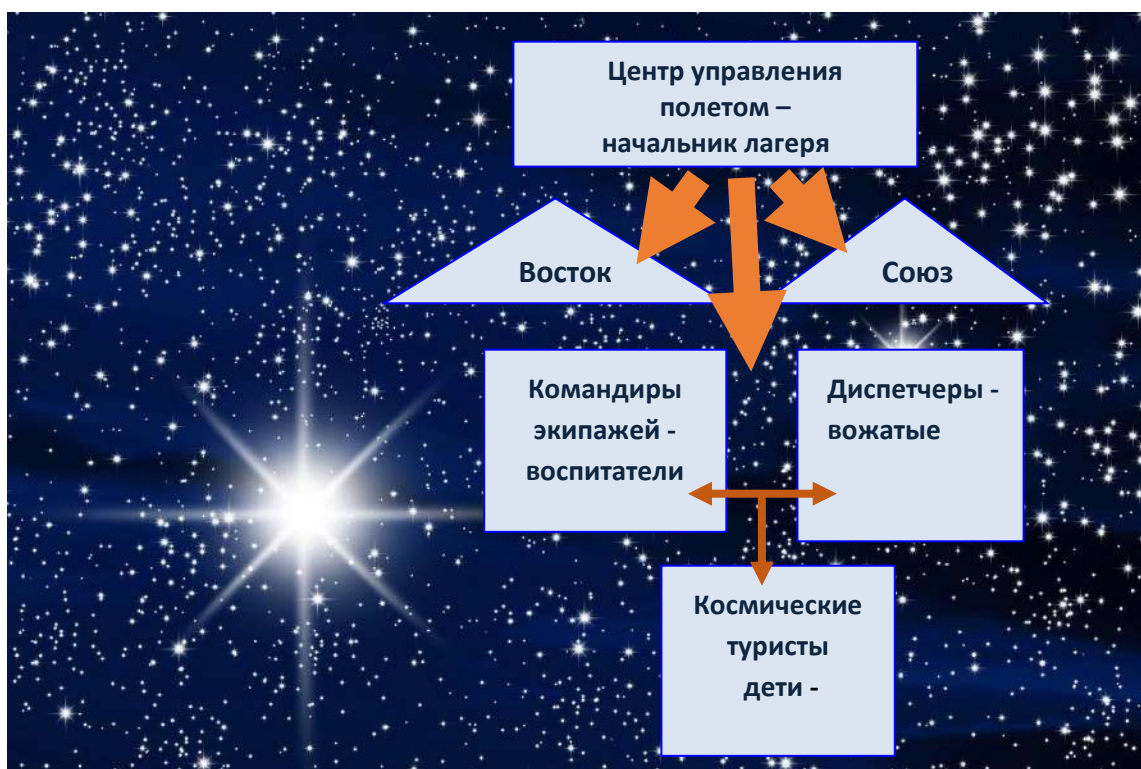 Центр управления
полетом –
начальник лагеря
Восток
Союз
Командиры
экипажей -
воспитатели
Диспетчеры -
вожатые
Космические
туристы
дети -